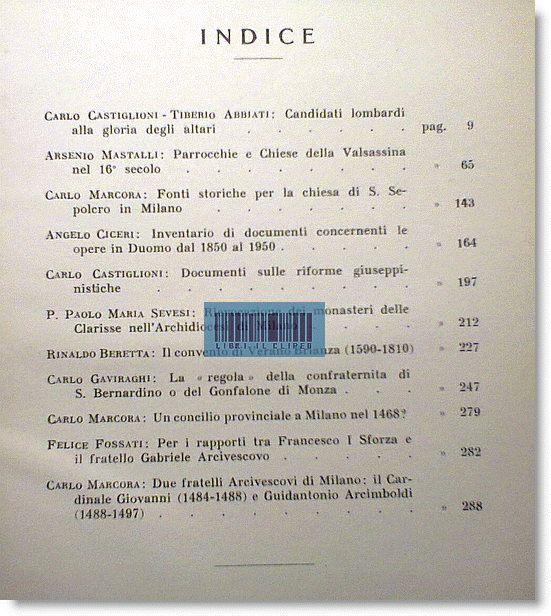 INDICE
CARLO CASTIGLIONI - TIBERIO ABBIATI: Candidati lombardi
alla gloria degli altari . . . . . . pag. 9
ARSENIO MASTALLI: Parrocchie e Chiese della Valsassina
nel 16° secolo . . . . . . . » 65
CARLO MARCORA: Fonti storiche per la chiesa di S. Se-
polcro in Milano . . . . . . » 143
ANGELO CICERI: Inventario di documenti concernenti le
opere in Duomo dal 1850 al 1950 . . . . » 164
CARLO CASTIGLIONI: Documenti sulle riforme giuseppi-
nistiche . . . . . . . . » 197
P. PAOLO MARIA SEVESI: dei monasteri delle
Clarisse nell'Archidiocesi di Milano . . . . » 212
RINALDO BERETTA: Il convento di Verano Brianza (1590-1810) » 227
CARLO GAVIRAGHI: La « regola » della confraternita di
S. Bernardino o del Gonfalone di Monza . . . » 247
CARLO MARCORA: Un concilio provinciale a Milano nel 1468? » 279
FELICE FOSSATI: Per i rapporti tra Francesco I Sforza e
il fratello Gabriele Arcivescovo . . . . . » 282
CARLO MARCORA: Due fratelli Arcivescovi di Milano: il Car-
dinale Giovanni (1484-1488) e Guidantonio Arcimboldi
(1488-1497) . . . . . . . . » 288
LIBRI IL CLIPEO